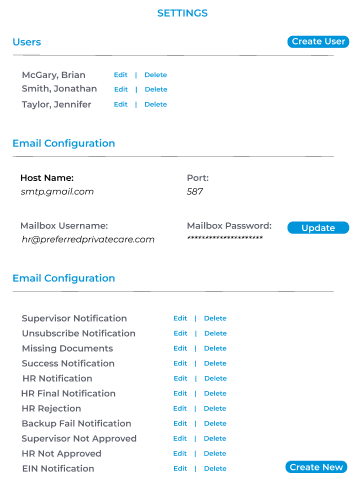 SETTINGS
Users
Create User
McGary, Brian Edit | Delete
Smith, Jonathan Edit | Delete
Taylor, Jennifer Edit | Delete
Email Configuration
Host Name: Port:
smtp.gmail.com 587
Mailbox Username: Mailbox Password:
Update
hr@preferredprivatecare.com *********************
Email Configuration
Supervisor Notification Edit | Delete
Unsubscribe Notification Edit | Delete
Missing Documents Edit | Delete
Success Notification Edit | Delete
HR Notification Edit | Delete
HR Final Notification Edit | Delete
HR Rejection Edit | Delete
Backup Fail Notification Edit | Delete
Supervisor Not Approved Edit | Delete
HR Not Approved Edit | Delete
EIN Notification Edit | Delete
Create New